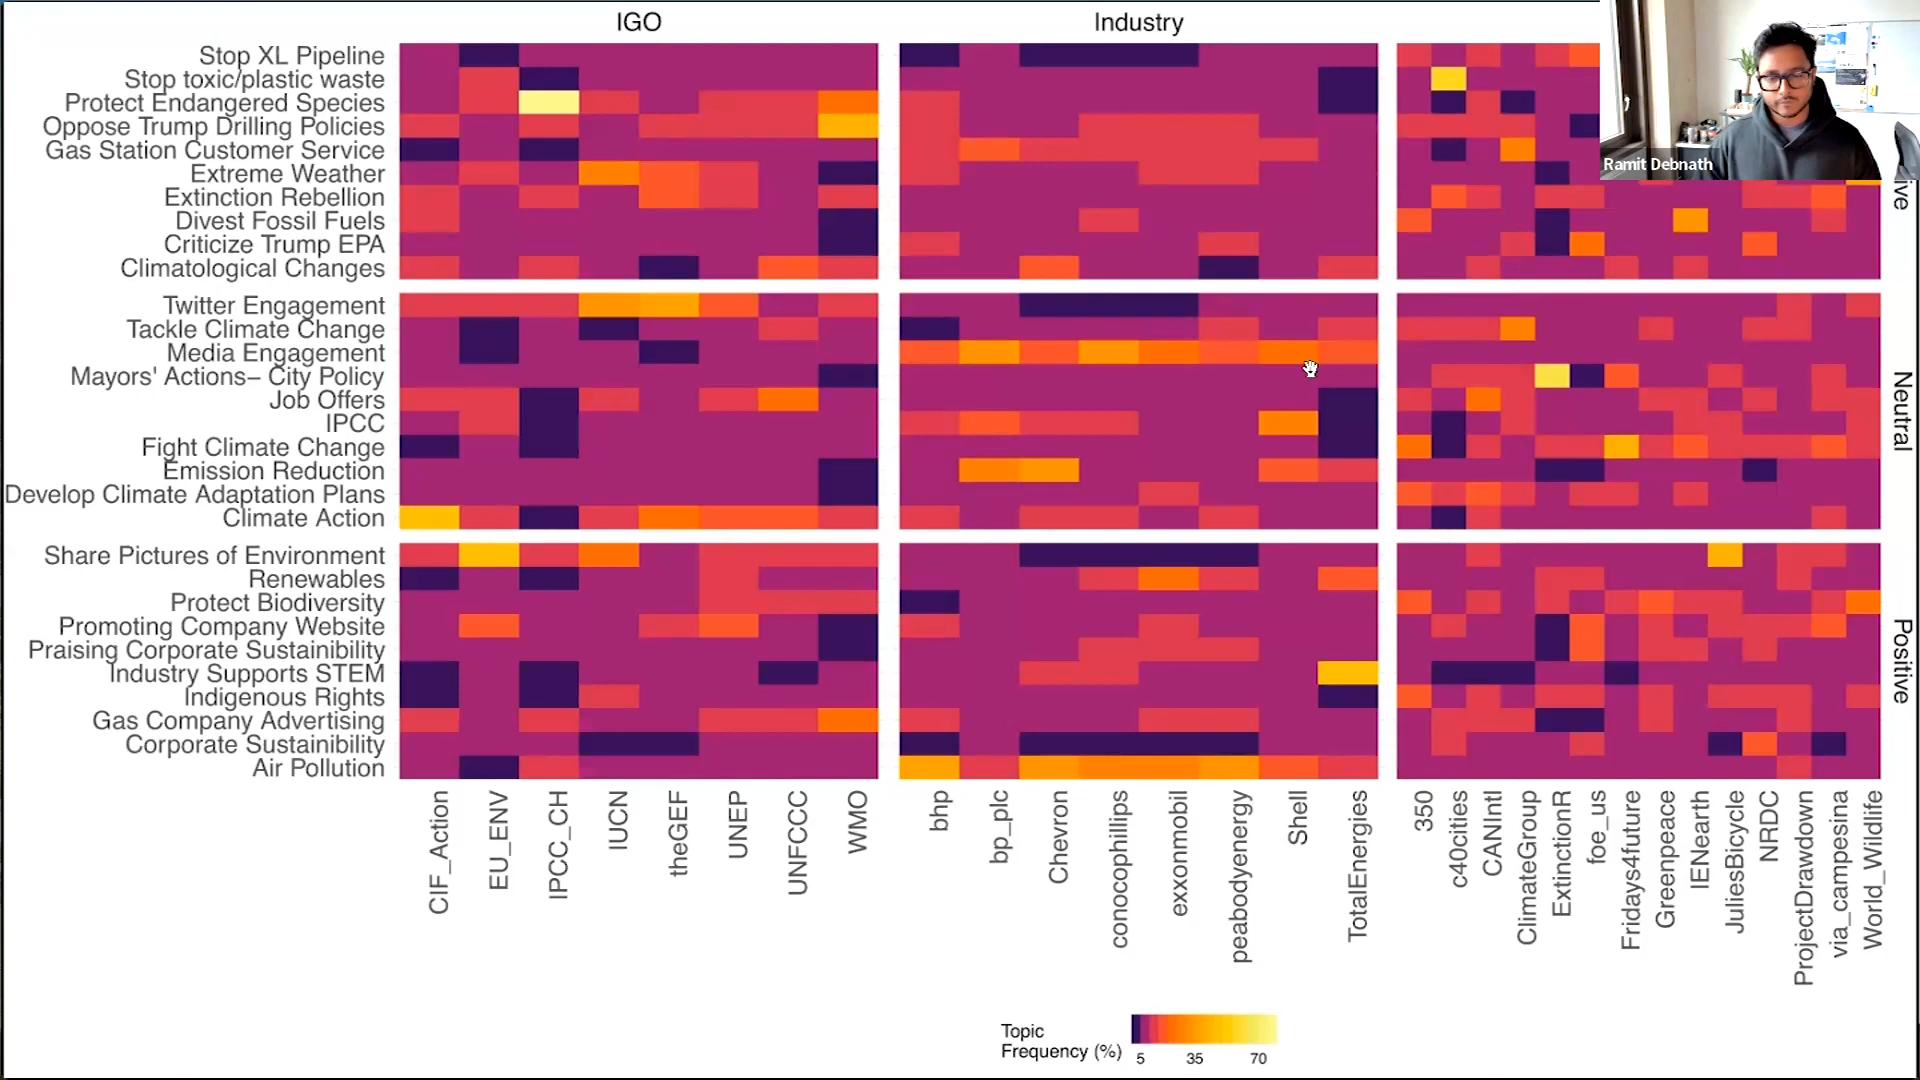 IGO
Industry
Stop XL Pipeline
Stop toxic/plastic waste
Protect Endangered Species
Oppose Trump Drilling Policies
Gas Station Customer Service
Extreme Weather
Extinction Rebellion
Divest Fossil Fuels
Criticize Trump EPA
Climatological Changes
Ramit Debnath
ive
Twitter Engagement
Tackle Climate Change
Media Engagement
Mayors' Actions– City Policy
Job Offers
IPCC
Fight Climate Change
Emission Reduction
Develop Climate Adaptation Plans
Climate Action
Neutral
Share Pictures of Environment
Renewables
Protect Biodiversity
Promoting Company Website
Praising Corporate Sustainibility
Industry Supports STEM
Indigenous Rights
Gas Company Advertising
Corporate Sustainibility
Air Pollution
Positive
CIF_Action
EU_ENV
IPCC_CH
IUCN
theGEF
UNEP
UNFCCC
WMO
bhp
bp_plc
Chevron
conocophillips
exxonmobil
peabodyenergy
Shell
TotalEnergies
350
c40cities
CANIntl
ClimateGroup
ExtinctionR
foe_us
Fridays4future
Greenpeace
IENearth
JuliesBicycle
NRDC
ProjectDrawdown
via_campesina
World_Wildlife
Topic
Frequency (%)
5 35 70